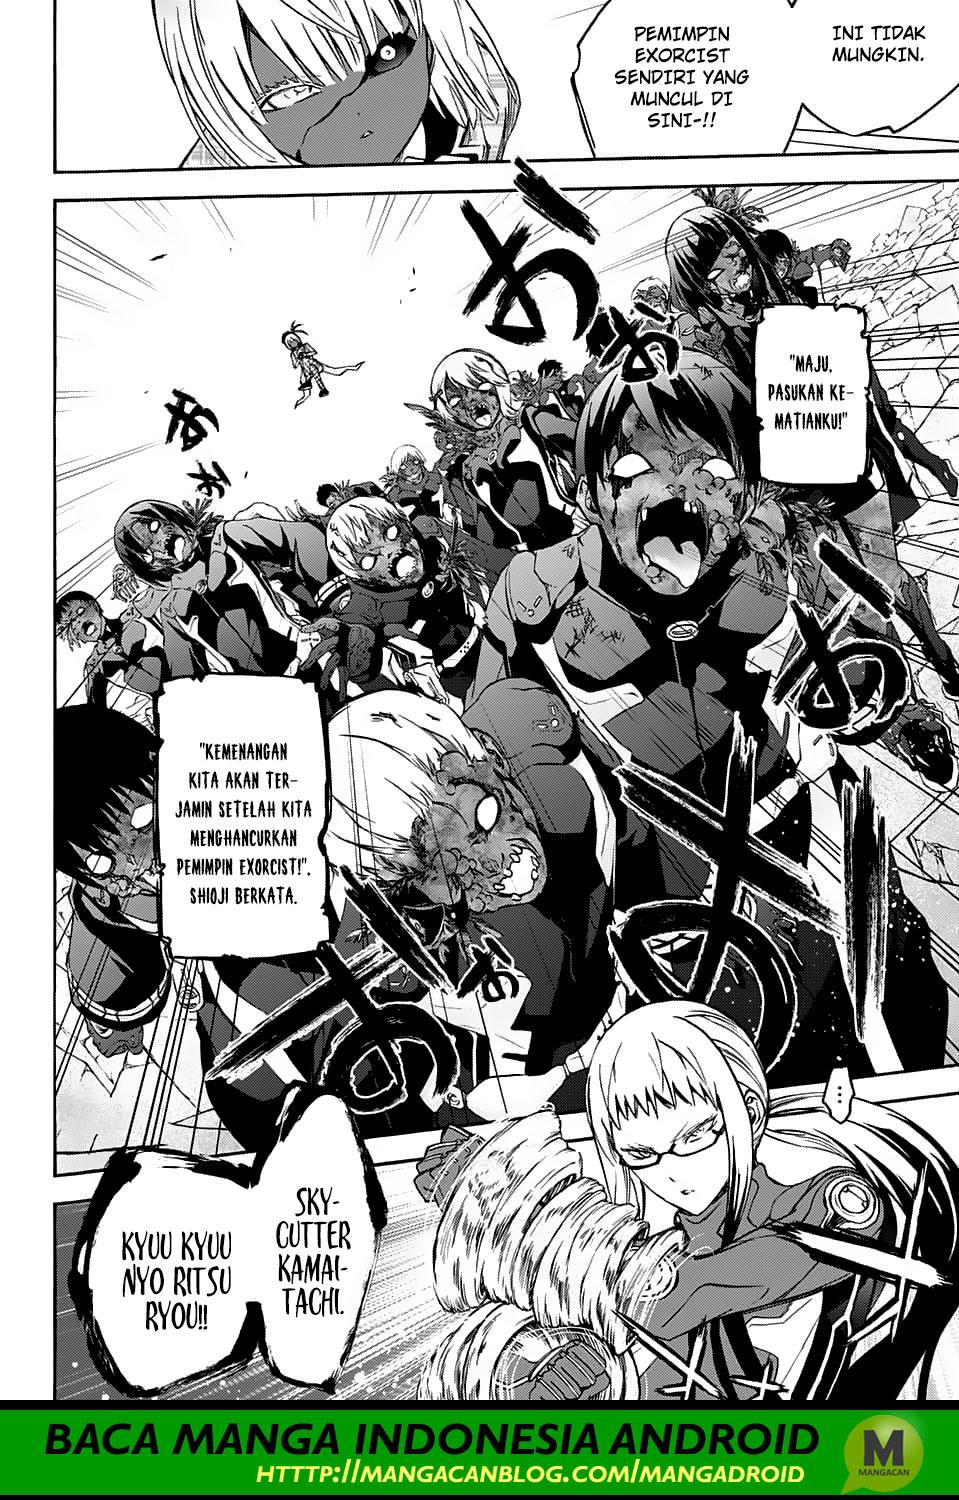 INI TIDAK
MUNGKIN.
PEMIMPIN
EXORCIST
SENDIRI YANG
MUNCUL DI
SINI-!!
"MAJU,
PASUKAN KE-
MATIANKU!"
"KEMENANGAN
KITA AKAN TER-
JAMIN SETELAH KITA
MENGHANCURKAN
PEMIMPIN EXORCIST!",
SHIOJI BERKATA.
...
SKY-
CUTTER
KAMAI-
TACHI.
KYUU KYUU
NYO RITSU
RYOU!!
BACA MANGA INDONESIA ANDROID
HTTTP://MANGACANBLOG.COM/MANGADROID
M
MANGACAN